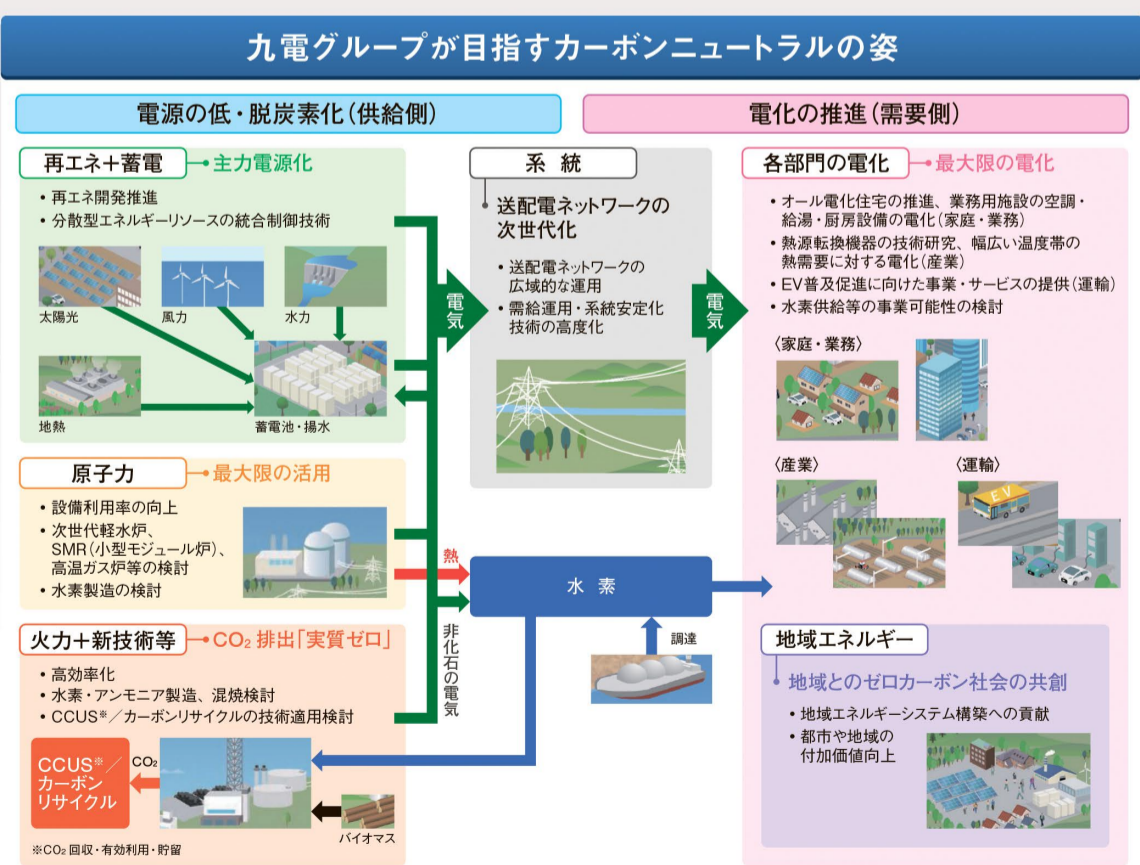 九電グループが目指すカーボンニュートラルの姿
電源の低・脱炭素化（供給側）
電化の推進（需要側）
再エネ＋蓄電
主力電源化
• 再エネ開発推進
• 分散型エネルギーリソースの統合制御技術
太陽光
風力
水力
地熱
蓄電池・揚水
原子力
最大限の活用
• 設備利用率の向上
• 次世代軽水炉、
SMR（小型モジュール炉）、
高温ガス炉等の検討
• 水素製造の検討
火力＋新技術等
CO₂ 排出「実質ゼロ」
• 高効率化
• 水素・アンモニア製造、混焼検討
• CCUS※／カーボンリサイクルの技術適用検討
CCUS※／
カーボン
リサイクル
CO₂
バイオマス
※CO₂ 回収・有効利用・貯留
電気
熱
非化石の電気
系 統
送配電ネットワークの
次世代化
• 送配電ネットワークの
広域的な運用
• 需給運用・系統安定化
技術の高度化
電気
水 素
調達
各部門の電化
最大限の電化
• オール電化住宅の推進、業務用施設の空調・
給湯・厨房設備の電化（家庭・業務）
• 熱源転換機器の技術研究、幅広い温度帯の
熱需要に対する電化（産業）
• EV普及促進に向けた事業・サービスの提供（運輸）
• 水素供給等の事業可能性の検討
〈家庭・業務〉
〈産業〉
〈運輸〉
EV
地域エネルギー
地域とのゼロカーボン社会の共創
• 地域エネルギーシステム構築への貢献
• 都市や地域の
付加価値向上